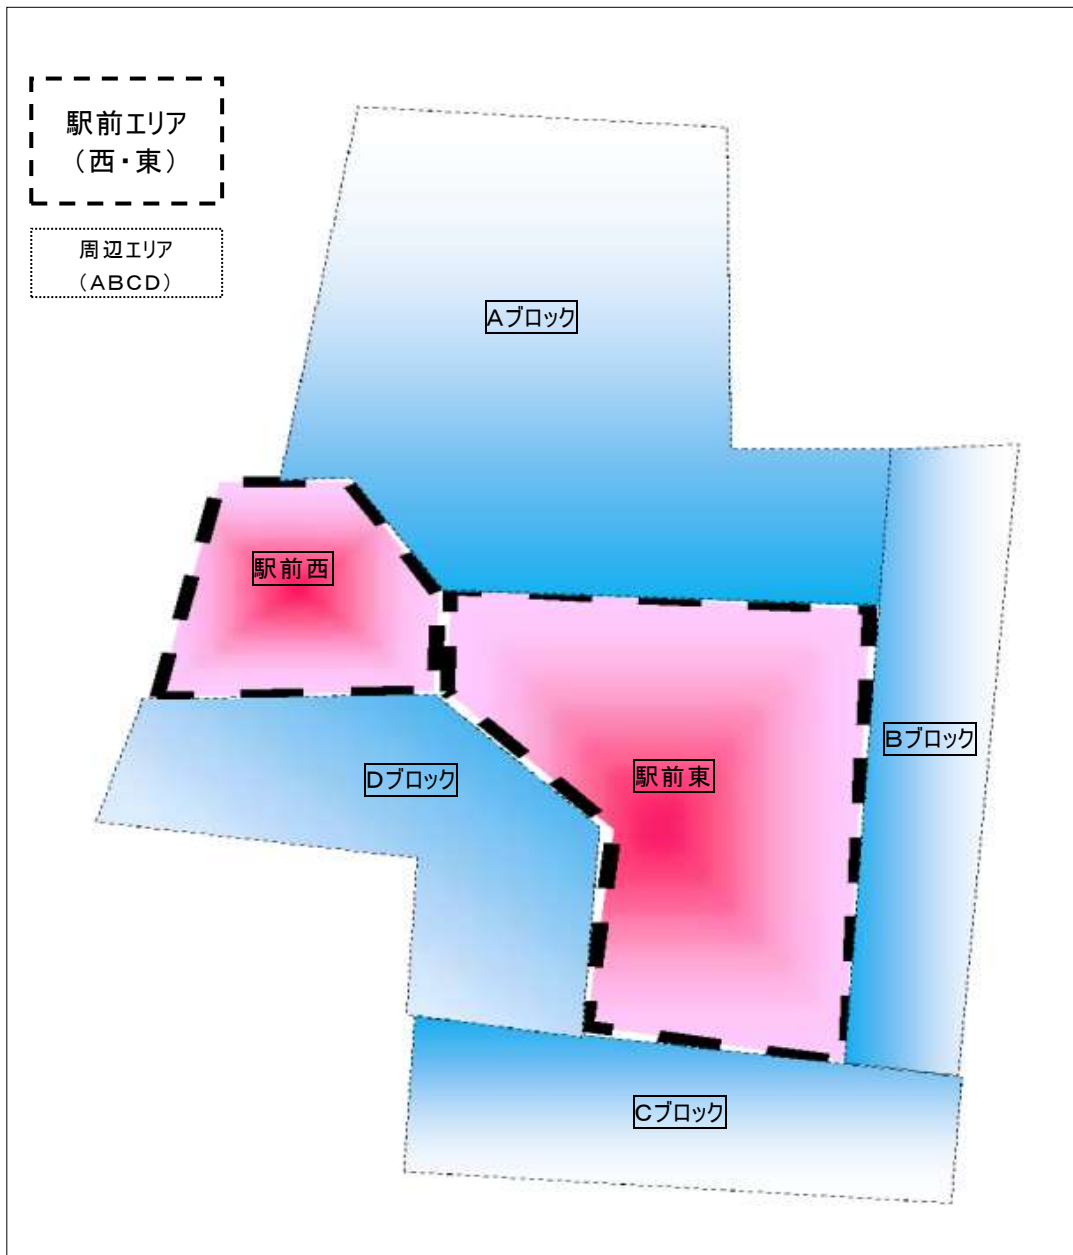 駅前エリア
（西・東）
周辺エリア
（ＡＢＣＤ）
Ａブロック
駅前西
Ｂブロック
Ｄブロック
駅前東
Ｃブロック